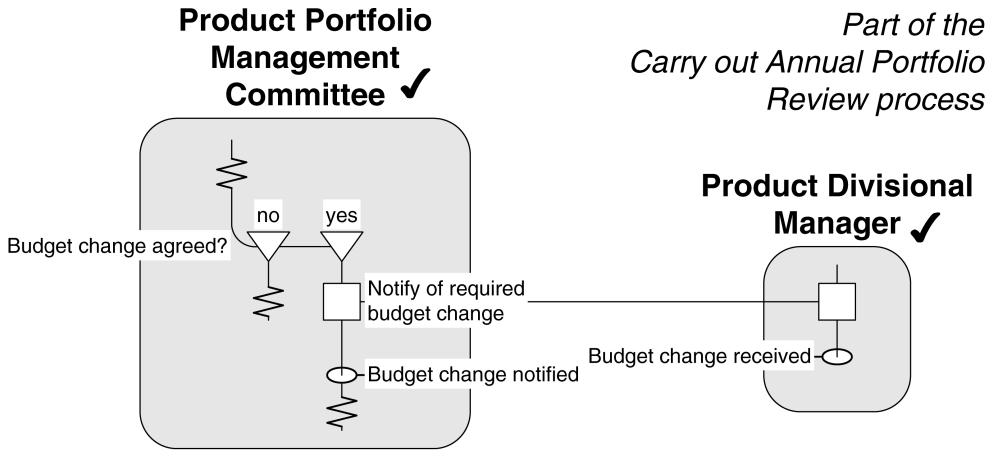 Product Portfolio
Management
Committee ✓
Part of the
Carry out Annual Portfolio
Review process
Product Divisional
Manager ✓
no
yes
Budget change agreed?
Notify of required
budget change
Budget change received
Budget change notified